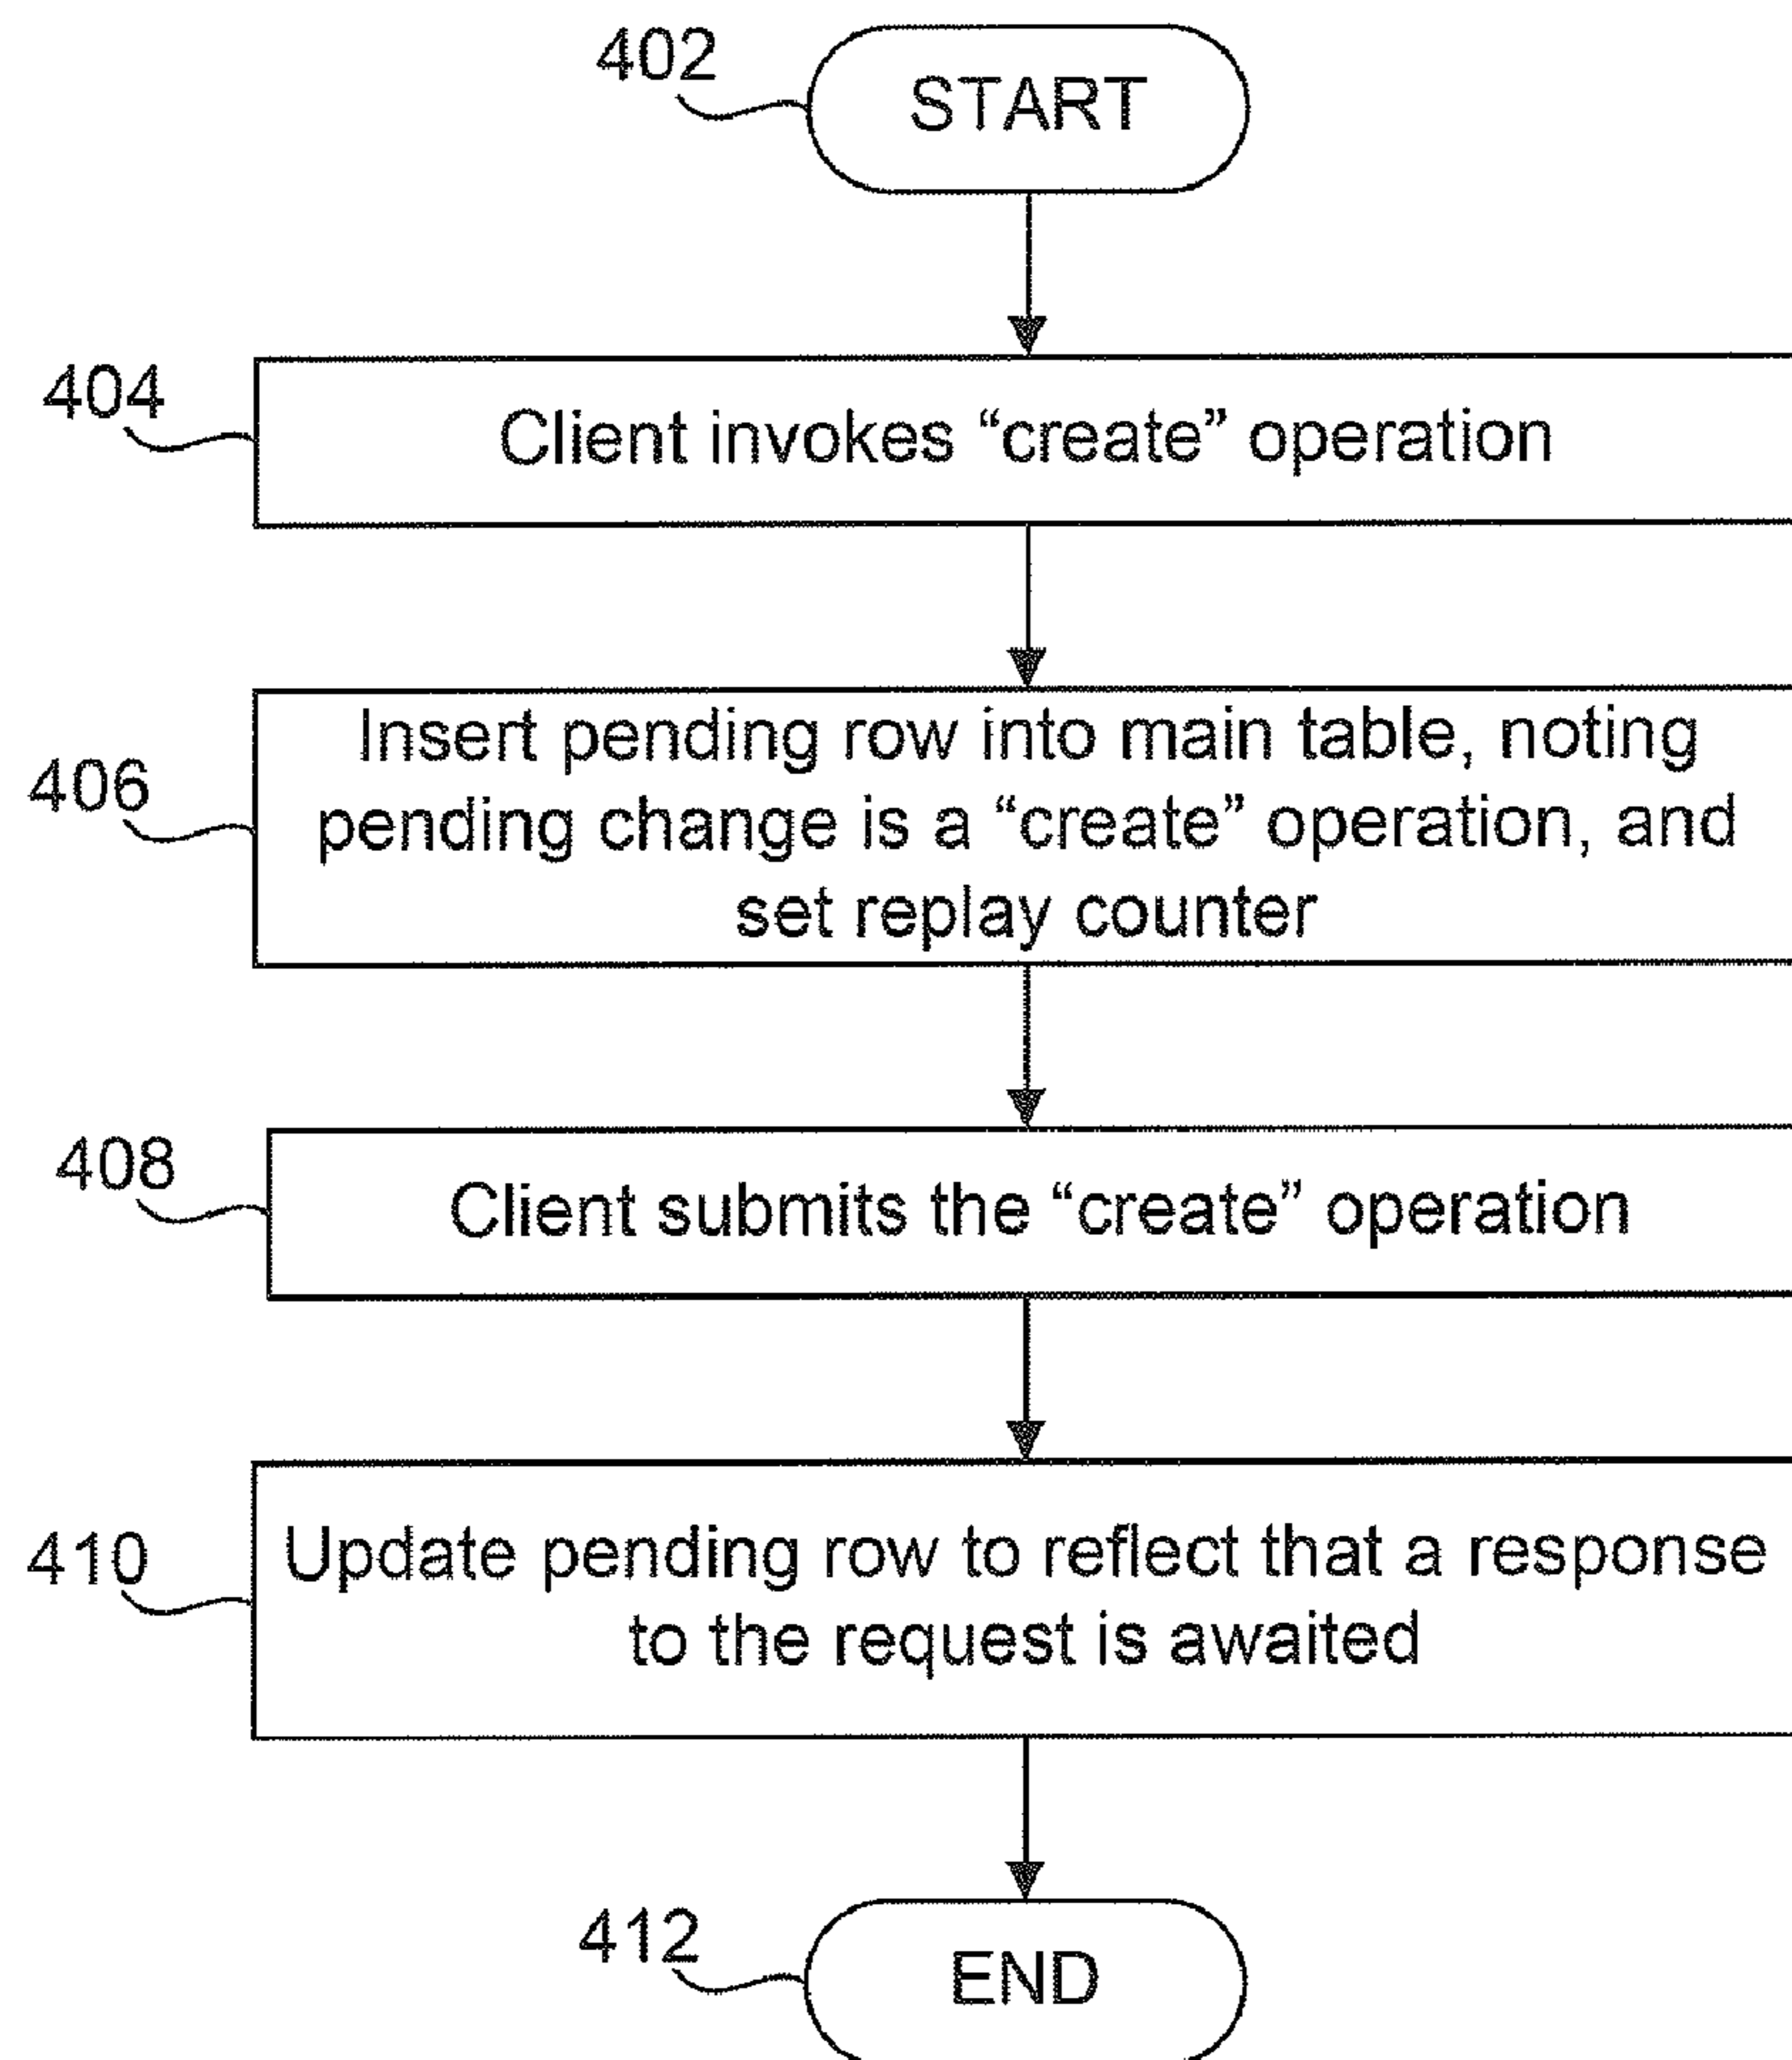 402
START
404
Client invokes “create” operation
406
Insert pending row into main table, noting
pending change is a “create” operation, and
set replay counter
408
Client submits the “create” operation
410
Update pending row to reflect that a response
to the request is awaited
412
END